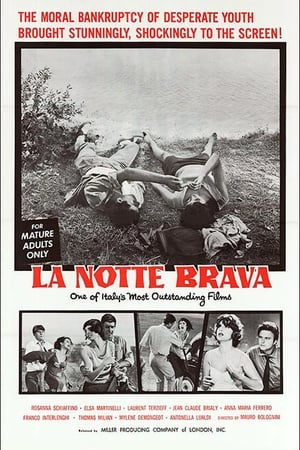 THE MORAL BANKRUPTCY OF DESPERATE YOUTH
BROUGHT STUNNINGLY, SHOCKINGLY TO THE SCREEN!
FOR
MATURE
ADULTS
ONLY
LA NOTTE BRAVA
One of Italy's Most Outstanding Films
ROSANNA SCHIAFFINO • ELSA MARTINELLI • LAURENT TERZIEFF • JEAN CLAUDE BRIALY • ANNA MARIA FERRERO
FRANCO INTERLENGHI • THOMAS MILIAN • MYLENE DEMONGEOT • ANTONELLA LUALDI • DIRECTED BY MAURO BOLOGNINI
Released by MILLER PRODUCING COMPANY of LONDON, INC.